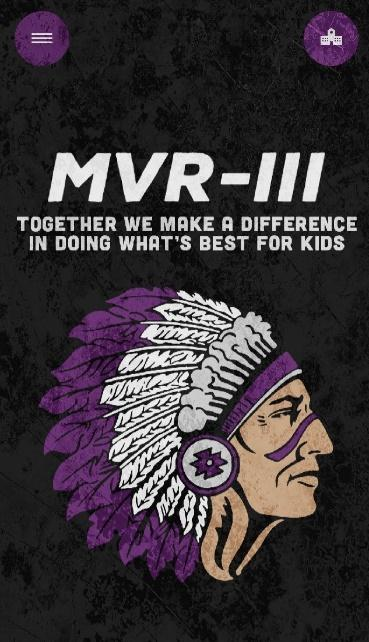 MVR-III
TOGETHER WE MAKE A DIFFERENCE
IN DOING WHAT'S BEST FOR KIDS